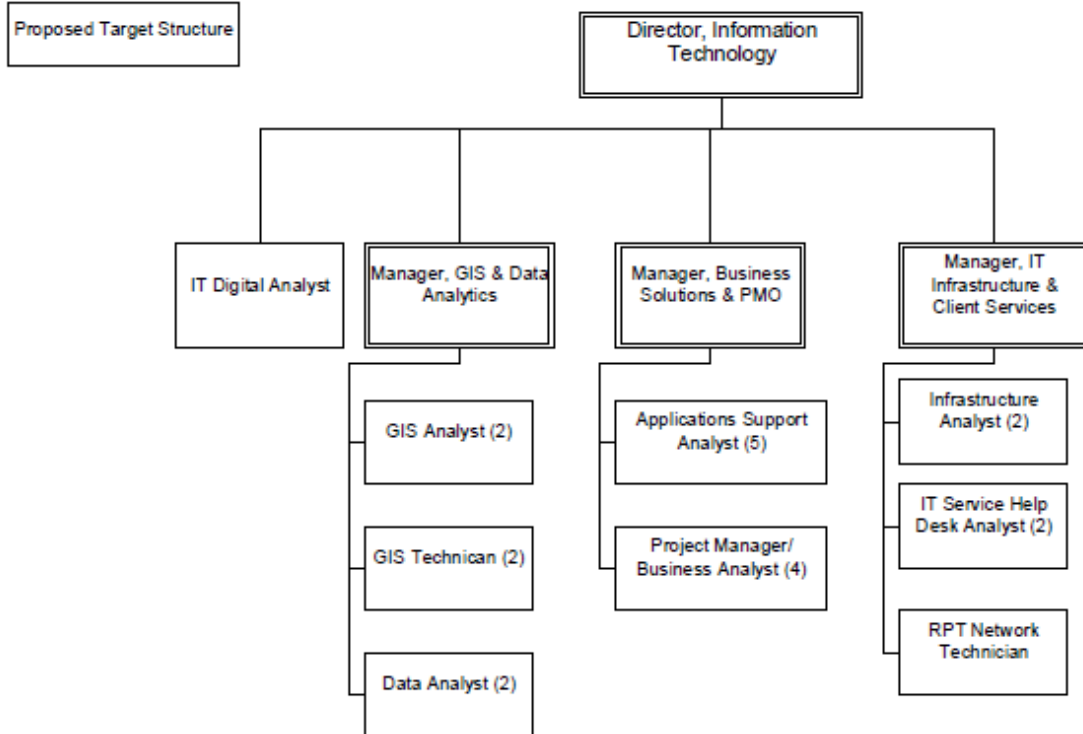 Proposed Target Structure
Director, Information
Technology
IT Digital Analyst
Manager, GIS & Data
Analytics
Manager, Business
Solutions & PMO
Manager, IT
Infrastructure &
Client Services
GIS Analyst (2)
GIS Technican (2)
Data Analyst (2)
Applications Support
Analyst (5)
Project Manager/
Business Analyst (4)
Infrastructure
Analyst (2)
IT Service Help
Desk Analyst (2)
RPT Network
Technician